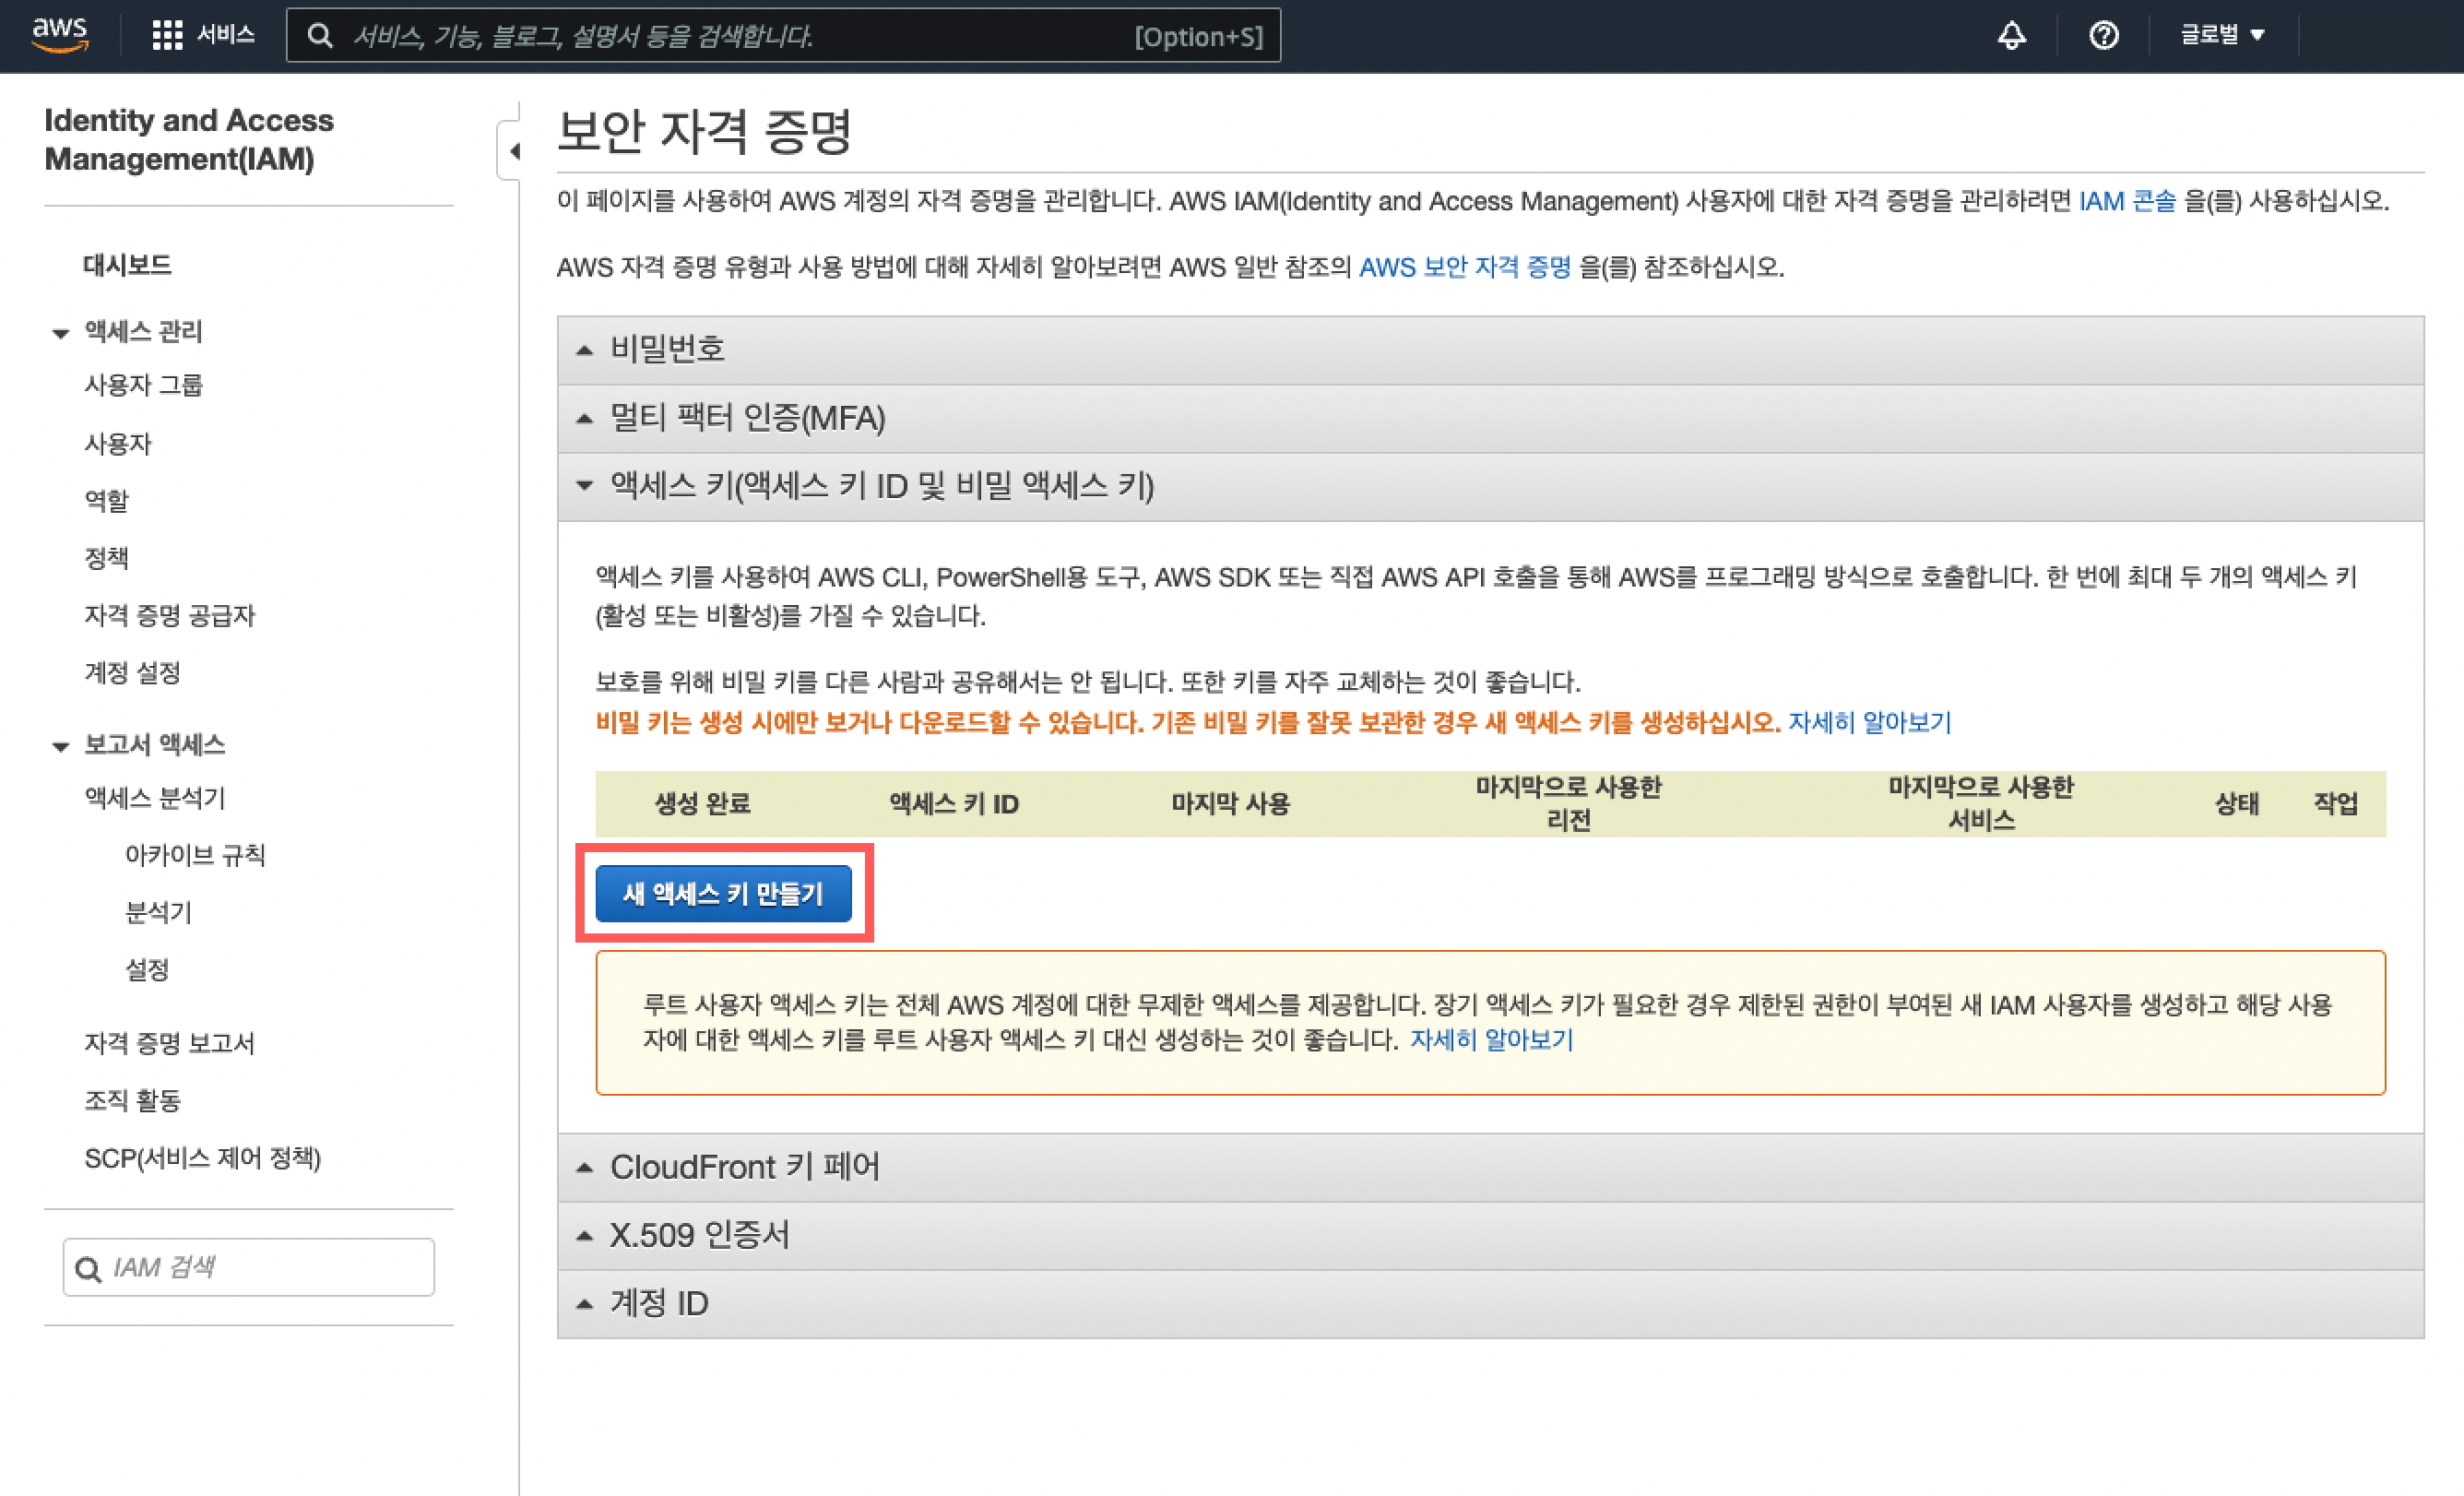 aws
서비스
서비스, 기능, 블로그, 설명서 등을 검색합니다.
[Option+S]
글로벌
Identity and Access
Management(IAM)
대시보드
액세스 관리
사용자 그룹
사용자
역할
정책
자격 증명 공급자
계정 설정
보고서 액세스
액세스 분석기
아카이브 규칙
분석기
설정
자격 증명 보고서
조직 활동
SCP(서비스 제어 정책)
IAM 검색
보안 자격 증명
이 페이지를 사용하여 AWS 계정의 자격 증명을 관리합니다. AWS IAM(Identity and Access Management) 사용자에 대한 자격 증명을 관리하려면 IAM 콘솔 을(를) 사용하십시오.
AWS 자격 증명 유형과 사용 방법에 대해 자세히 알아보려면 AWS 일반 참조의 AWS 보안 자격 증명 을(를) 참조하십시오.
비밀번호
멀티 팩터 인증(MFA)
액세스 키(액세스 키 ID 및 비밀 액세스 키)
액세스 키를 사용하여 AWS CLI, PowerShell용 도구, AWS SDK 또는 직접 AWS API 호출을 통해 AWS를 프로그래밍 방식으로 호출합니다. 한 번에 최대 두 개의 액세스 키
(활성 또는 비활성)를 가질 수 있습니다.
보호를 위해 비밀 키를 다른 사람과 공유해서는 안 됩니다. 또한 키를 자주 교체하는 것이 좋습니다.
비밀 키는 생성 시에만 보거나 다운로드할 수 있습니다. 기존 비밀 키를 잘못 보관한 경우 새 액세스 키를 생성하십시오. 자세히 알아보기
생성 완료
액세스 키 ID
마지막 사용
마지막으로 사용한
리전
마지막으로 사용한
서비스
상태
작업
새 액세스 키 만들기
루트 사용자 액세스 키는 전체 AWS 계정에 대한 무제한 액세스를 제공합니다. 장기 액세스 키가 필요한 경우 제한된 권한이 부여된 새 IAM 사용자를 생성하고 해당 사용
자에 대한 액세스 키를 루트 사용자 액세스 키 대신 생성하는 것이 좋습니다. 자세히 알아보기
CloudFront 키 페어
X.509 인증서
계정 ID